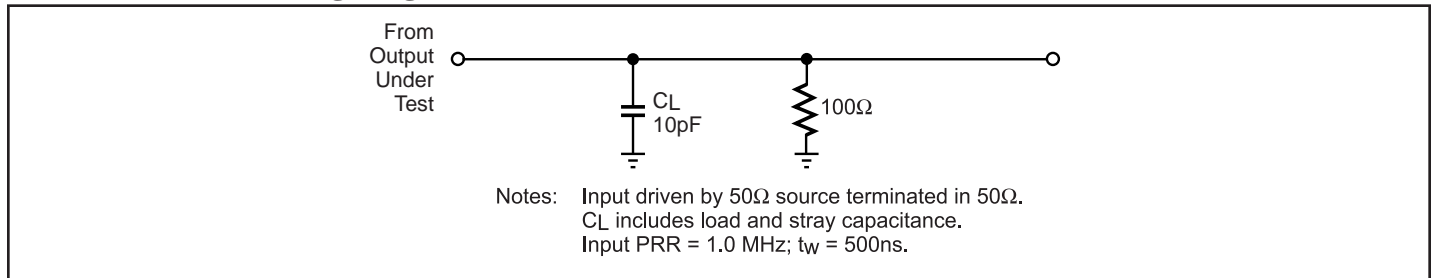 From
Output
Under
Test
CL
10pF
100Ω
Notes: Input driven by 50Ω source terminated in 50Ω.
CL includes load and stray capacitance.
Input PRR = 1.0 MHz; tw = 500ns.